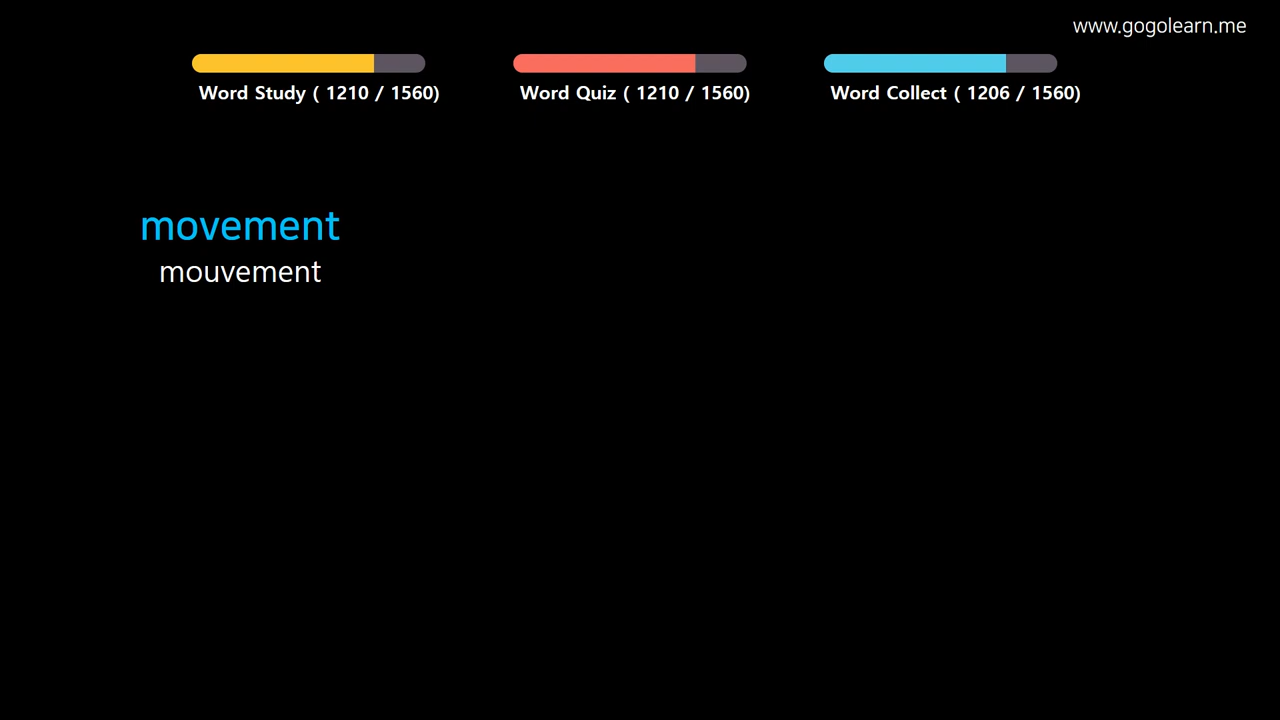 www.gogolearn.me
Word Study ( 1210 / 1560)
Word Quiz ( 1210 / 1560)
Word Collect ( 1206 / 1560)
movement
mouvement